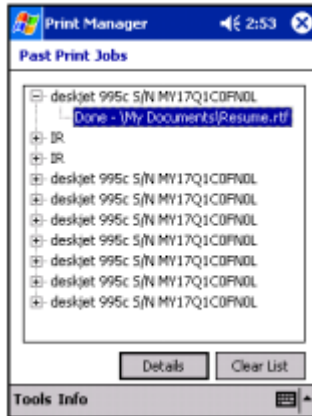 Print Manager 2:53
Past Print Jobs
deskjet 995c S/N MY17Q1C0FN0L
Done - \My Documents\Resume.rtf
IR
IR
deskjet 995c S/N MY17Q1C0FN0L
deskjet 995c S/N MY17Q1C0FN0L
deskjet 995c S/N MY17Q1C0FN0L
deskjet 995c S/N MY17Q1C0FN0L
deskjet 995c S/N MY17Q1C0FN0L
deskjet 995c S/N MY17Q1C0FN0L
deskjet 995c S/N MY17Q1C0FN0L
Details Clear List
Tools Info